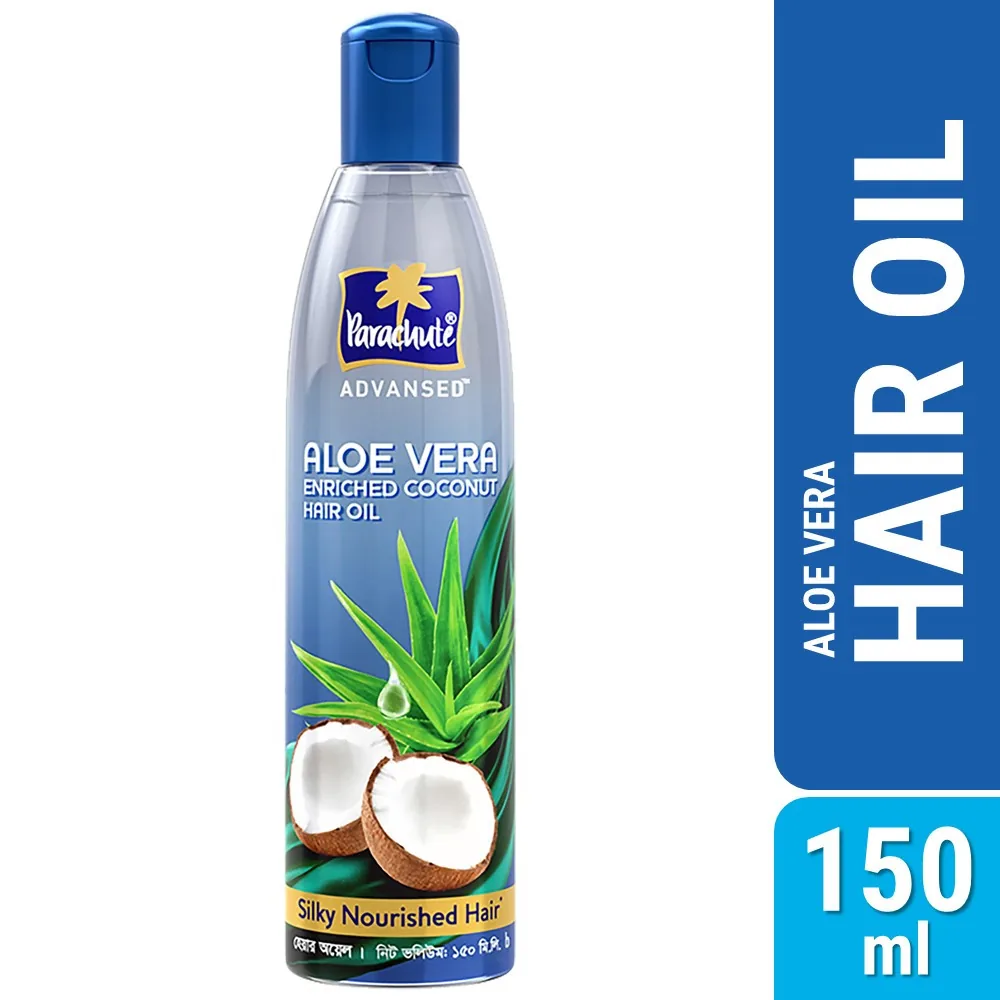 Parachute®
ADVANSED™
ALOE VERA
ENRICHED COCONUT
HAIR OIL
Silky Nourished Hair*
হেয়ার অয়েল । নিট ভলিউম: ১৫০ মি.লি. b
ALOE VERA
HAIR OIL
150
ml